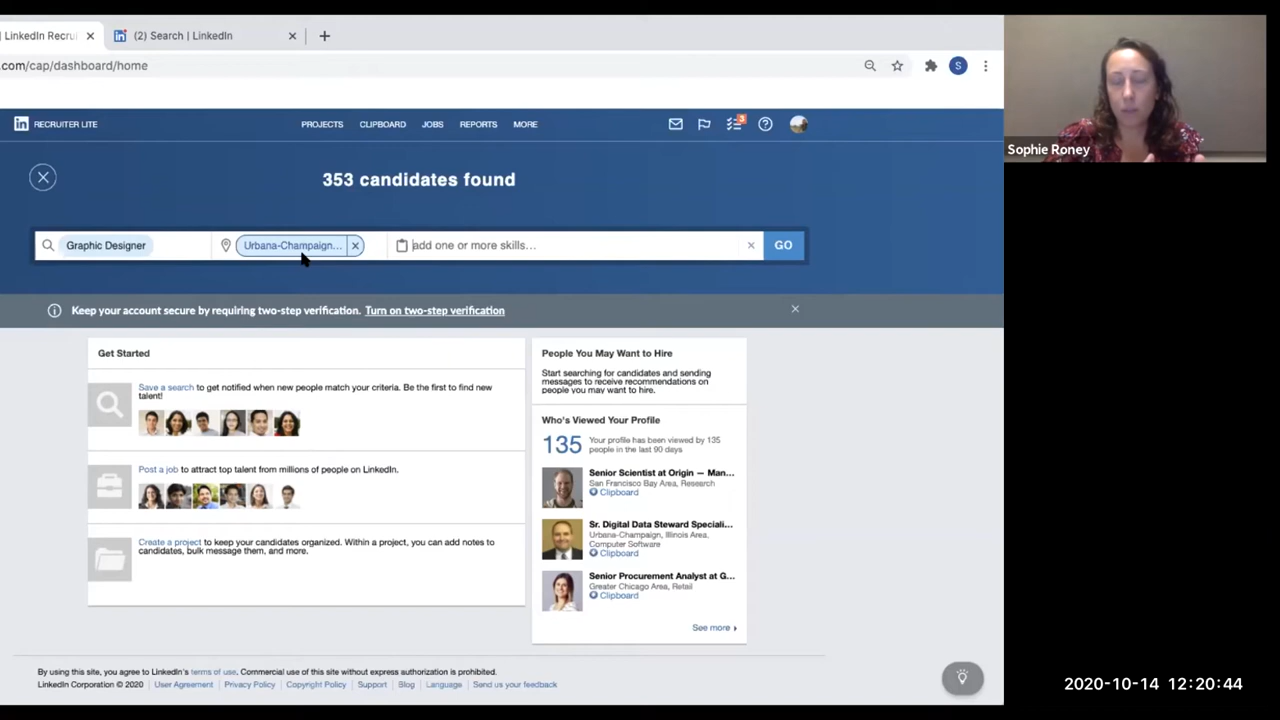 LinkedIn Recrui
(2) Search | LinkedIn
.com/cap/dashboard/home
S
in RECRUITER LITE
PROJECTS CLIPBOARD JOBS REPORTS MORE
3
353 candidates found
Graphic Designer
Urbana-Champaign...
add one or more skills...
GO
Keep your account secure by requiring two-step verification. Turn on two-step verification
Get Started
Save a search to get notified when new people match your criteria. Be the first to find new
talent!
Post a job to attract top talent from millions of people on LinkedIn.
Create a project to keep your candidates organized. Within a project, you can add notes to
candidates, bulk message them, and more.
People You May Want to Hire
Start searching for candidates and sending
messages to receive recommendations on
people you may want to hire.
Who's Viewed Your Profile
135
Your profile has been viewed by 135
people in the last 90 days
Senior Scientist at Origin — Man...
San Francisco Bay Area, Research
Clipboard
Sr. Digital Data Steward Speciali...
Urbana-Champaign, Illinois Area,
Computer Software
Clipboard
Senior Procurement Analyst at G...
Greater Chicago Area, Retail
Clipboard
See more
By using this site, you agree to LinkedIn's terms of use. Commercial use of this site without express authorization is prohibited.
LinkedIn Corporation © 2020 | User Agreement | Privacy Policy | Copyright Policy | Support | Blog | Language | Send us your feedback
Sophie Roney
2020-10-14 12:20:44